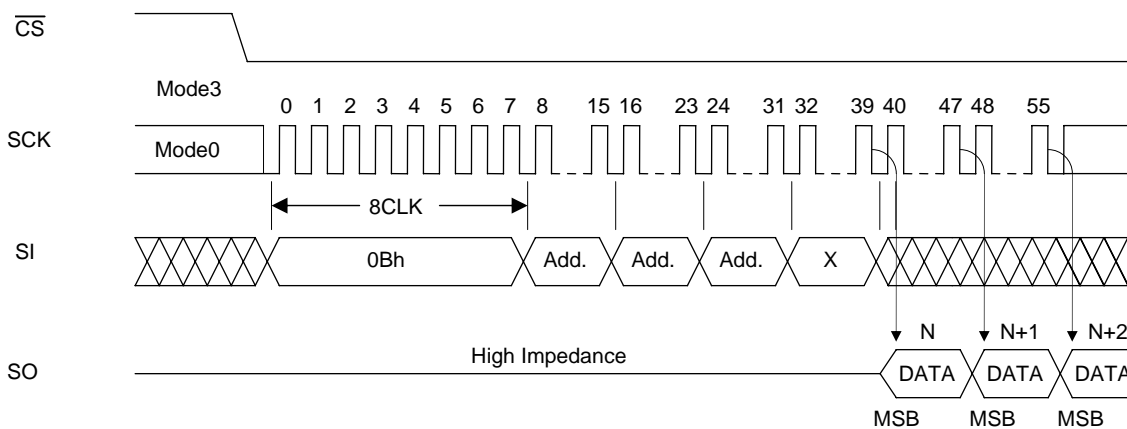 CS
Mode3
0 1 2 3 4 5 6 7 8 15 16 23 24 31 32 39 40 47 48 55
SCK
Mode0
8CLK
SI
0Bh Add. Add. Add. X
N N+1 N+2
High Impedance
SO
DATA DATA DATA
MSB MSB MSB